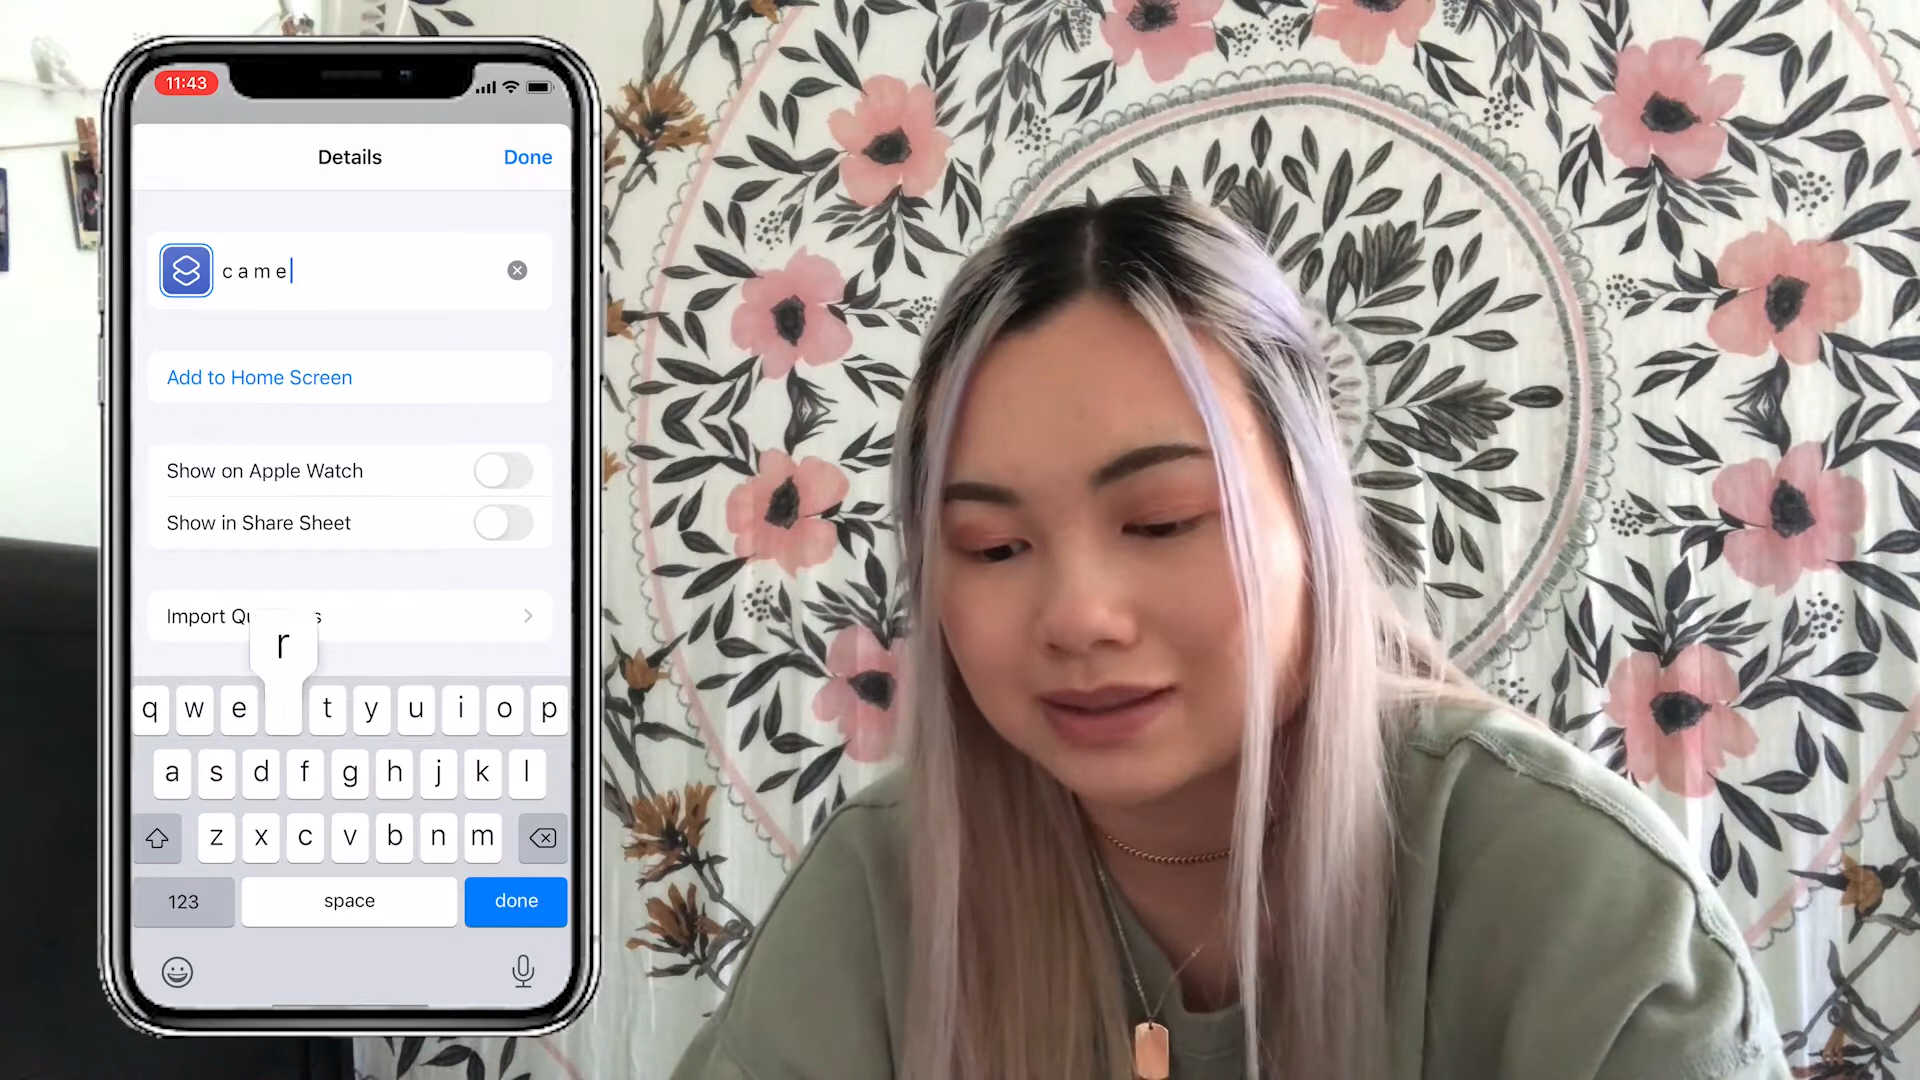 11:43
Details
Done
c a m e
Add to Home Screen
Show on Apple Watch
Show in Share Sheet
Import Qu s
r
q w e t y u i o p
a s d f g h j k l
z x c v b n m
123 space done